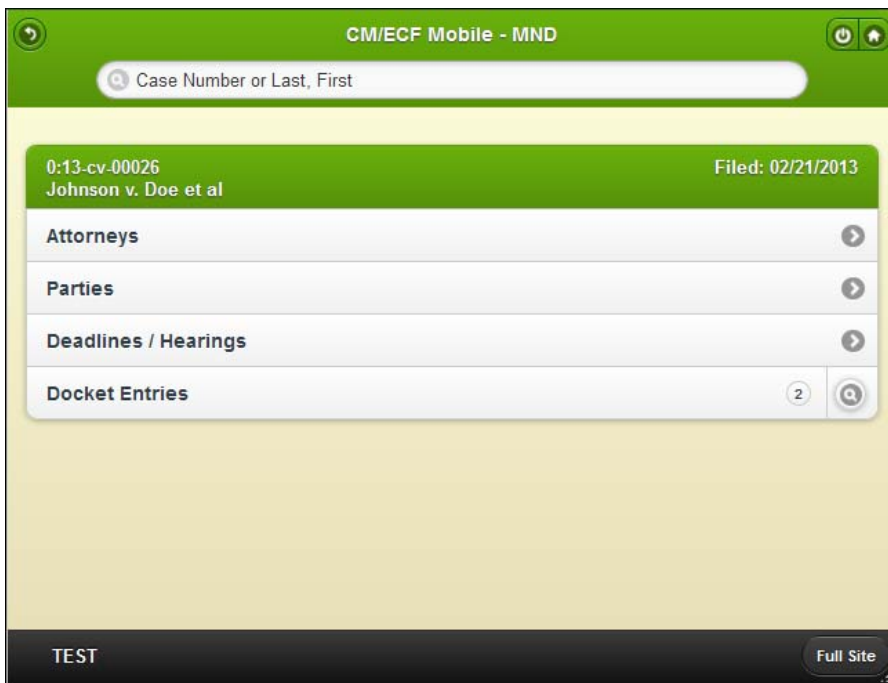 CM/ECF Mobile - MND
Case Number or Last, First
0:13-cv-00026 Filed: 02/21/2013
Johnson v. Doe et al
Attorneys
Parties
Deadlines / Hearings
Docket Entries 2
TEST Full Site